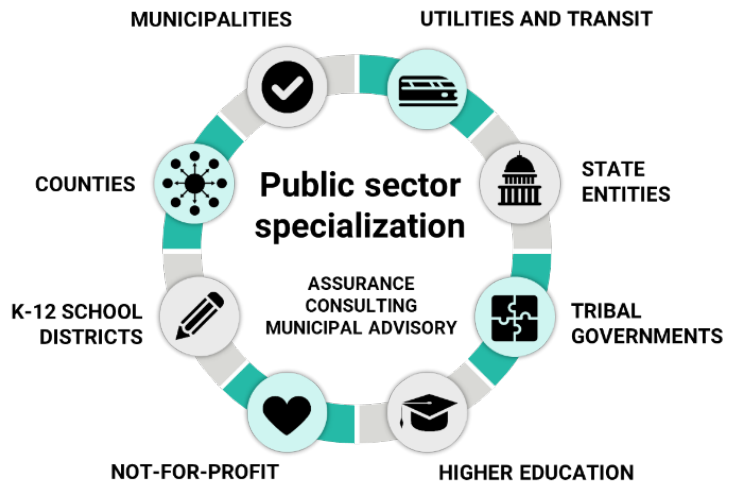 MUNICIPALITIES
UTILITIES AND TRANSIT
COUNTIES
STATE
ENTITIES
Public sector
specialization
ASSURANCE
CONSULTING
MUNICIPAL ADVISORY
K-12 SCHOOL
DISTRICTS
TRIBAL
GOVERNMENTS
NOT-FOR-PROFIT
HIGHER EDUCATION